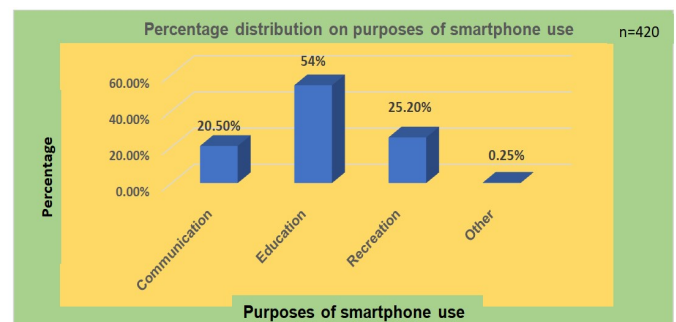 Percentage distribution on purposes of smartphone use
n=420
54%
60.00%
25.20%
40.00%
20.50%
20.00%
0.25%
0.00%
Percentage
Communication
Education
Recreation
Other
Purposes of smartphone use